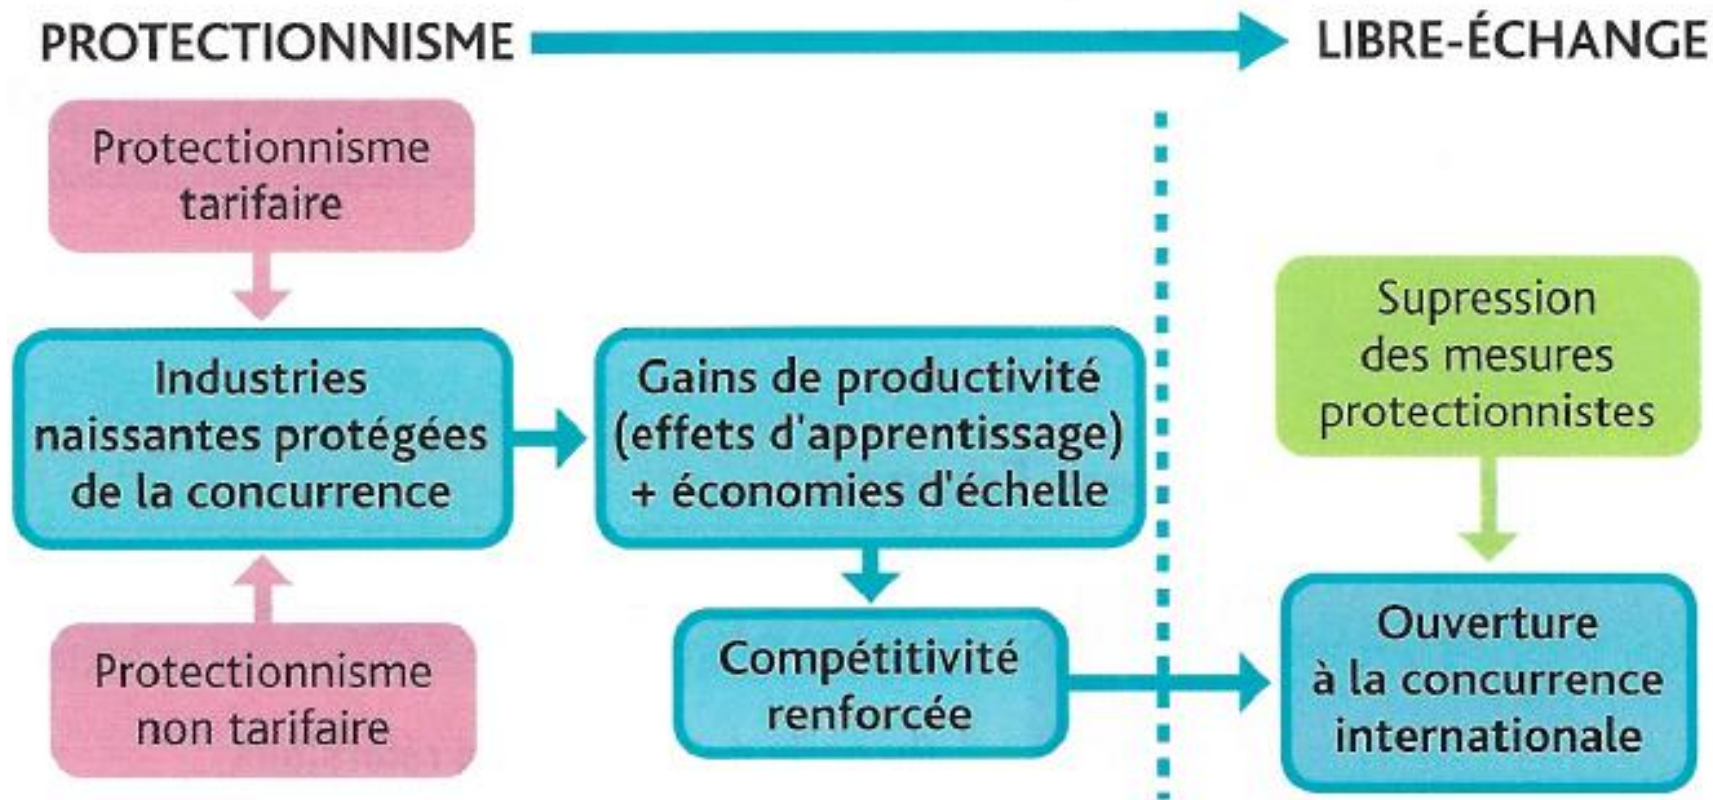 PROTECTIONNISME
LIBRE-ÉCHANGE
Protectionnisme
tarifaire
Industries
naissantes protégées
de la concurrence
Protectionnisme
non tarifaire
Gains de productivité
(effets d'apprentissage)
+ économies d'échelle
Compétitivité
renforcée
Supression
des mesures
protectionnistes
Ouverture
à la concurrence
internationale